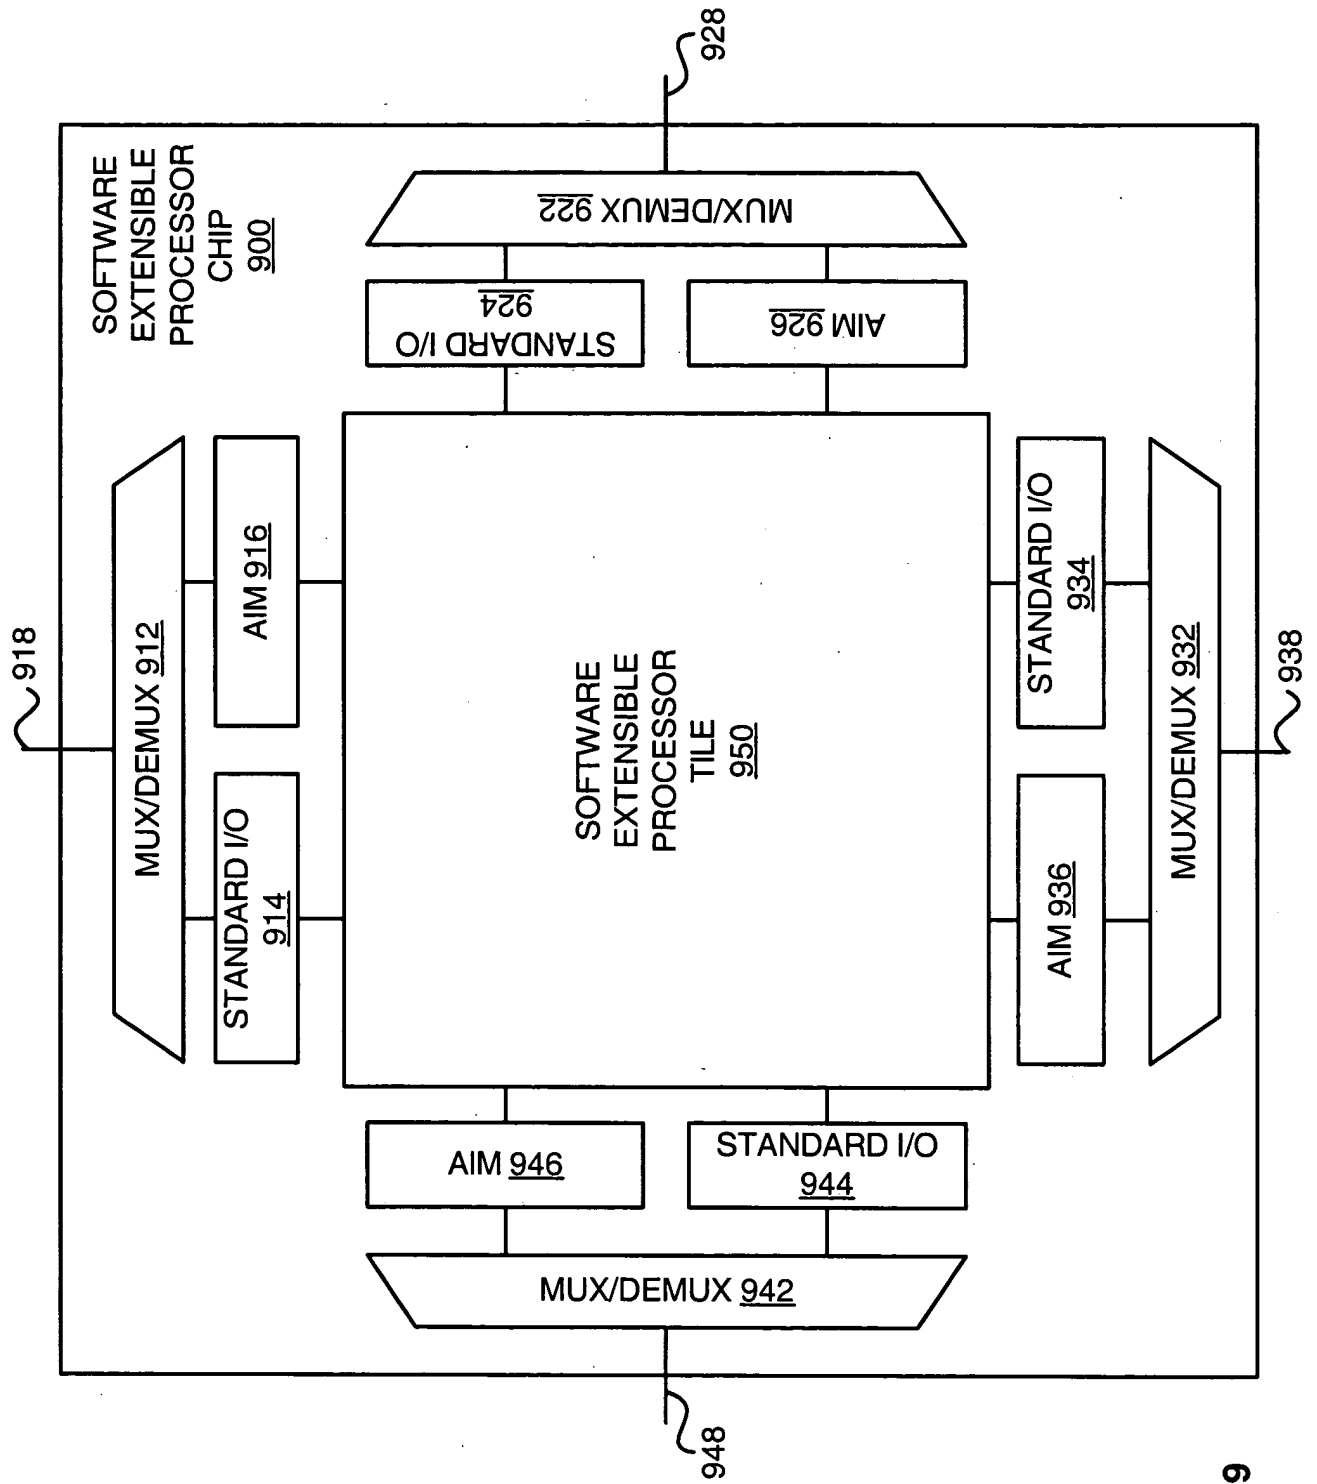 SOFTWARE
EXTENSIBLE
PROCESSOR
CHIP
900
918
928
MUX/DEMUX 912
STANDARD I/O
914
AIM 916
MUX/DEMUX 922
STANDARD I/O
924
AIM 926
SOFTWARE
EXTENSIBLE
PROCESSOR
TILE
950
STANDARD I/O
934
AIM 936
MUX/DEMUX 932
938
AIM 946
STANDARD I/O
944
MUX/DEMUX 942
948
9